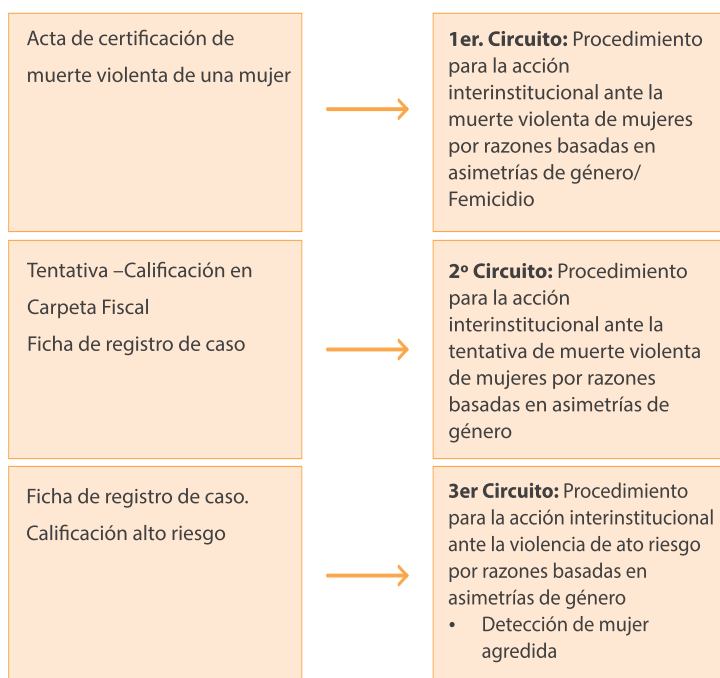 Acta de certificación de
muerte violenta de una mujer
1er. Circuito: Procedimiento
para la acción
interinstitucional ante la
muerte violenta de mujeres
por razones basadas en
asimetrías de género/
Femicidio
Tentativa –Calificación en
Carpeta Fiscal
Ficha de registro de caso
2º Circuito: Procedimiento
para la acción
interinstitucional ante la
tentativa de muerte violenta
de mujeres por razones
basadas en asimetrías de
género
Ficha de registro de caso.
Calificación alto riesgo
3er Circuito: Procedimiento
para la acción interinstitucional
ante la violencia de ato riesgo
por razones basadas en
asimetrías de género
• Detección de mujer
agredida